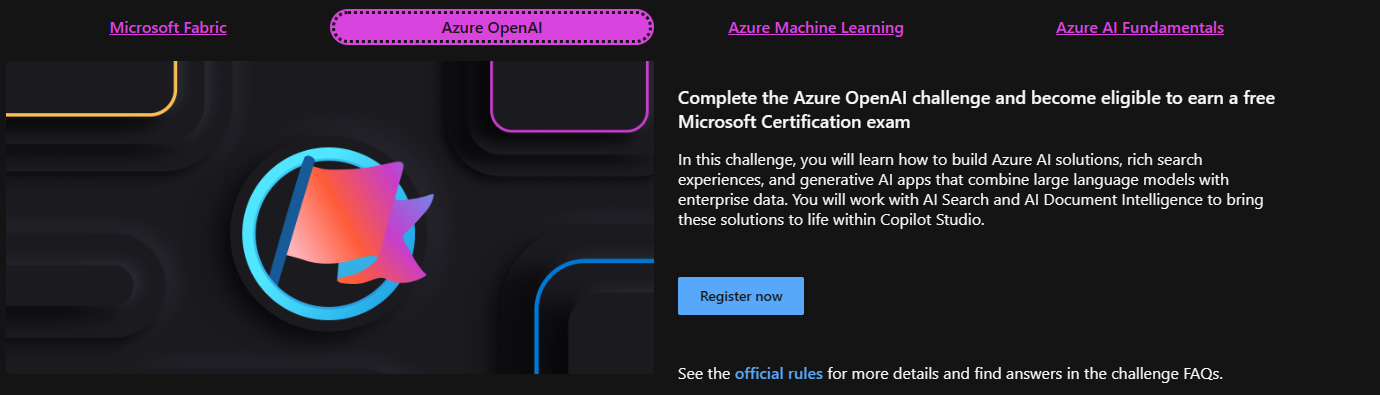 Microsoft Fabric
Azure OpenAI
Azure Machine Learning
Azure AI Fundamentals
Complete the Azure OpenAI challenge and become eligible to earn a free
Microsoft Certification exam
In this challenge, you will learn how to build Azure AI solutions, rich search
experiences, and generative AI apps that combine large language models with
enterprise data. You will work with AI Search and AI Document Intelligence to bring
these solutions to life within Copilot Studio.
Register now
See the official rules for more details and find answers in the challenge FAQs.